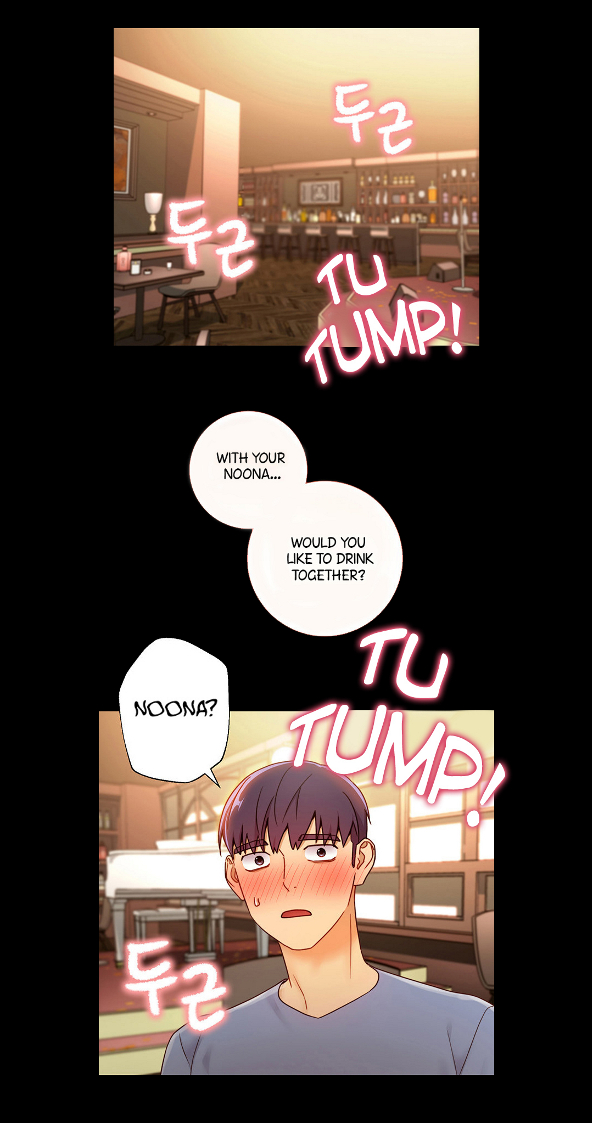 두근
두근
TU
TUMP!
WITH YOUR
NOONA...
WOULD YOU
LIKE TO DRINK
TOGETHER?
TU
TUMP!
NOONA?
두근